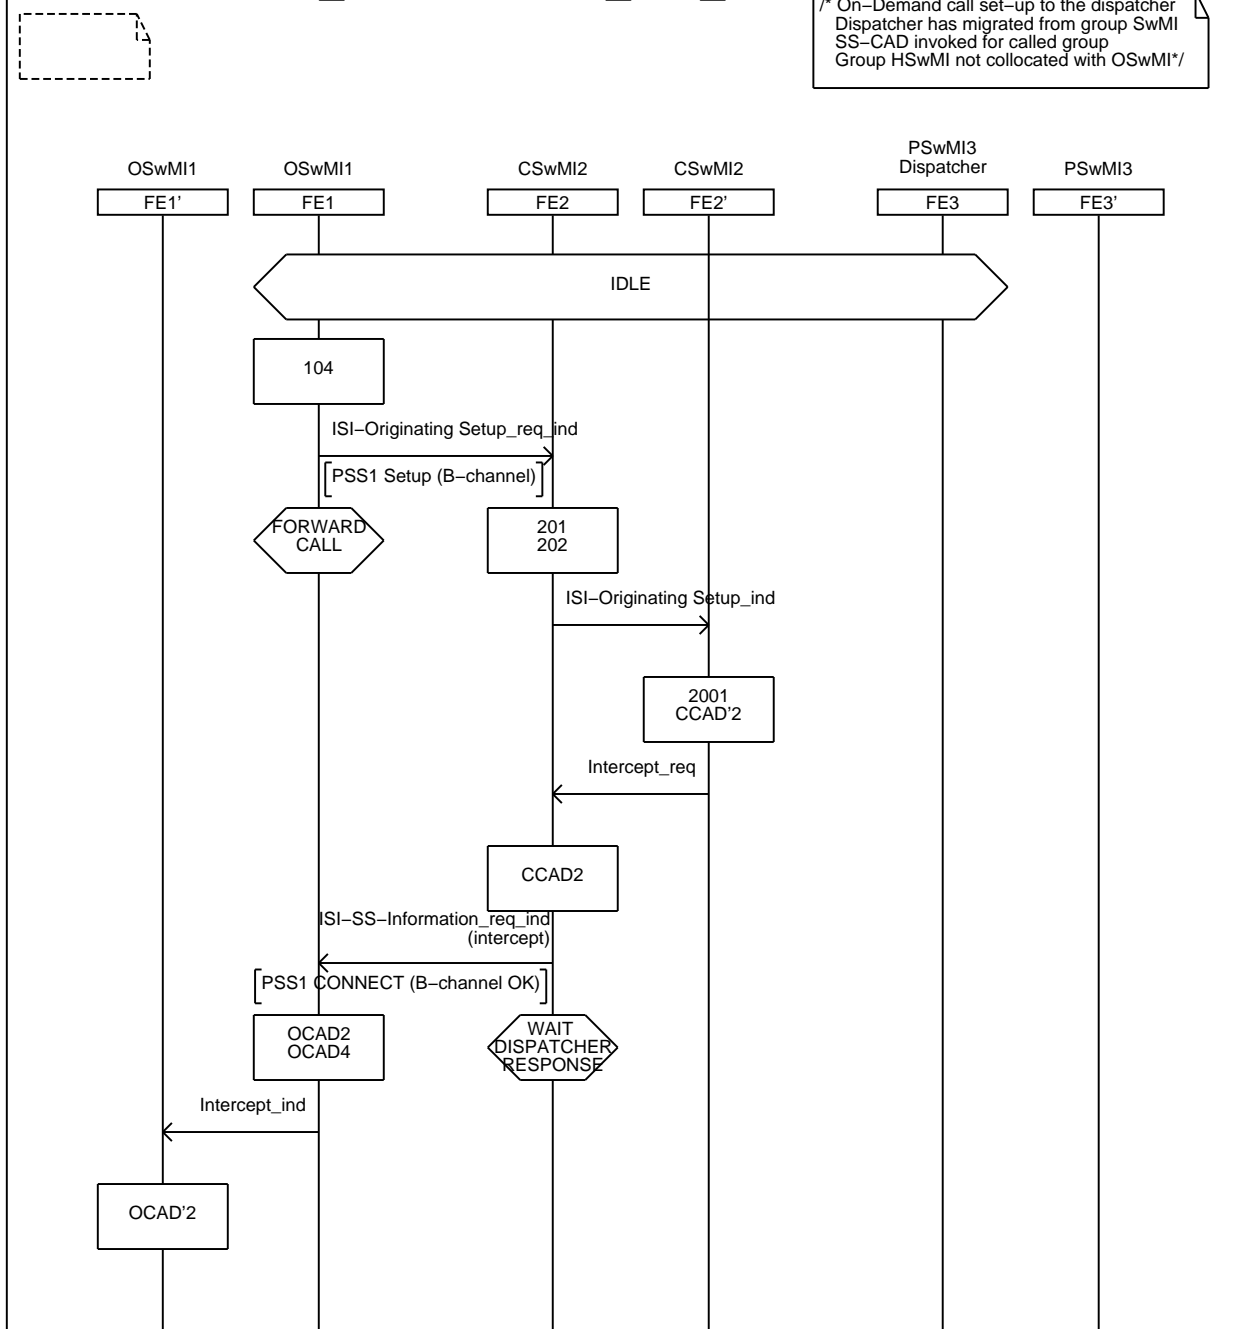 /* On−Demand call set−up to the dispatcher
Dispatcher has migrated from group SwMI
SS−CAD invoked for called group
Group HSwMI not collocated with OSwMI*/
OSwMI1
OSwMI1
CSwMI2
CSwMI2
PSwMI3
Dispatcher
PSwMI3
FE1'
FE1
FE2
FE2'
FE3
FE3'
IDLE
104
ISI−Originating Setup_req_ind
PSS1 Setup (B−channel)
FORWARD
CALL
201
202
ISI−Originating Setup_ind
2001
CCAD'2
Intercept_req
CCAD2
ISI−SS−Information_req_ind
(intercept)
PSS1 CONNECT (B−channel OK)
OCAD2
OCAD4
WAIT
DISPATCHER
RESPONSE
Intercept_ind
OCAD'2